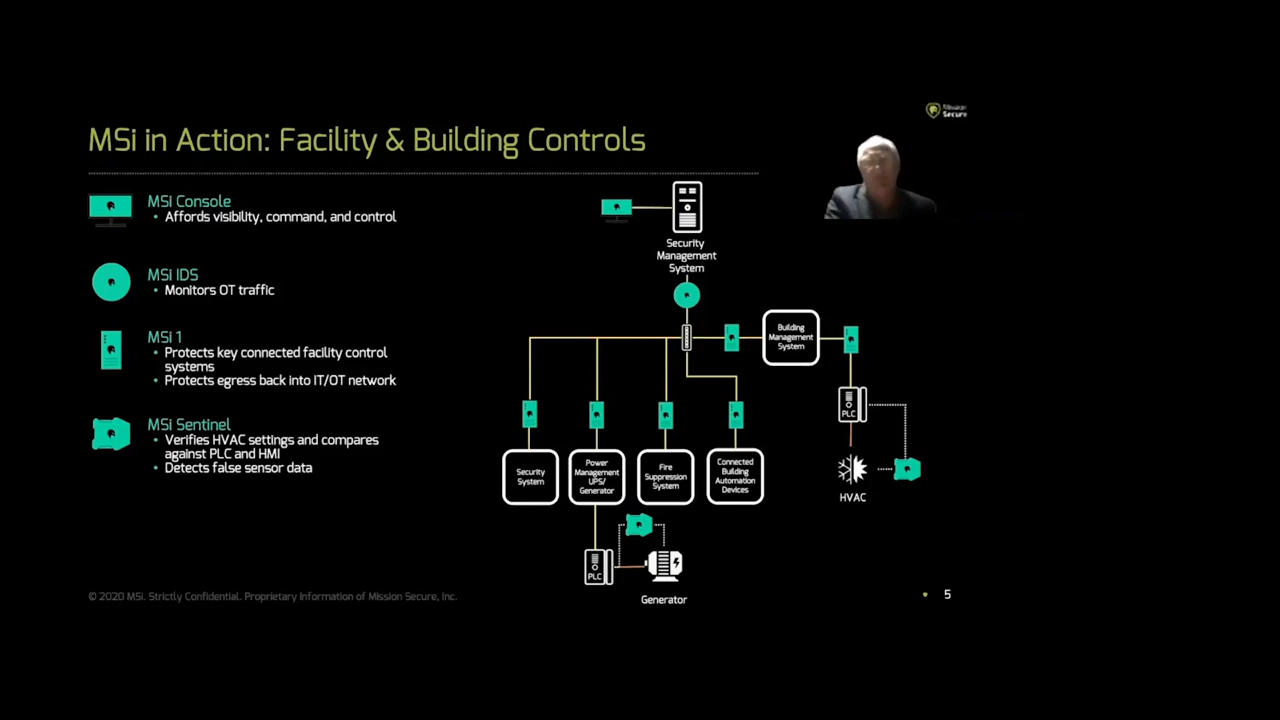 Mission
Secure
MSi in Action: Facility & Building Controls
MSi Console
• Affords visibility, command, and control
MSi IDS
• Monitors OT traffic
MSi 1
• Protects key connected facility control
systems
• Protects egress back into IT/OT network
MSi Sentinel
• Verifies HVAC settings and compares
against PLC and HMI
• Detects false sensor data
Security
Management
System
Building
Management
System
PLC
HVAC
Security
System
Power
Management
UPS/
Generator
Fire
Suppression
System
Connected
Building
Automation
Devices
PLC
Generator
© 2020 MSi. Strictly Confidential. Proprietary Information of Mission Secure, Inc.
• 5